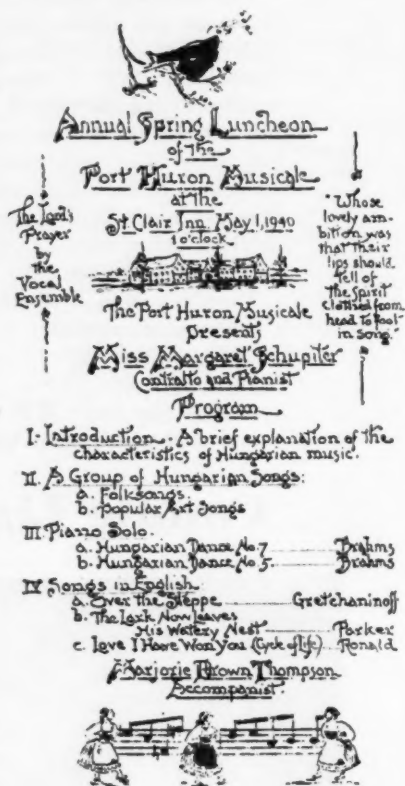 Annual Spring Luncheon
of the
Port Huron Musicale
at the
St. Clair Inn May 1, 1940
1 o'clock
The Lord's
Prayer
by
the
Vocal
Ensemble
"Whose
lovely am-
bition was
that their
lips should
tell of
the spirit
clothed from
head to foot
in song."
The Port Huron Musicale
Presents
Miss Margaret Schupiter
Contralto and Pianist
Program
I. Introduction - A brief explanation of the
characteristics of Hungarian music.
II. A Group of Hungarian Songs:
a. Folksongs
b. Popular Art Songs
III. Piano Solo
a. Hungarian Dance No. 7 Brahms
b. Hungarian Dance No. 5 Brahms
IV Songs in English
a. Over the Steppe Gretchaninoff
b. The Lark Now Leaves
His Watery Nest Parker
c. Love I Have Won You (Cycle of Life) Ronald
Marjorie Brown Thompson
Accompanist.